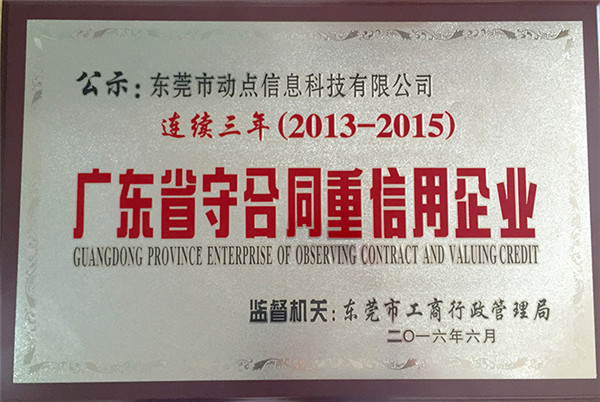 公示：东莞市动点信息科技有限公司
连续三年(2013-2015)
广东省守合同重信用企业
GUANGDONG PROVINCE ENTERPRISE OF OBSERVING CONTRACT AND VALUING CREDIT
监督机关：东莞市工商行政管理局
二〇一六年六月